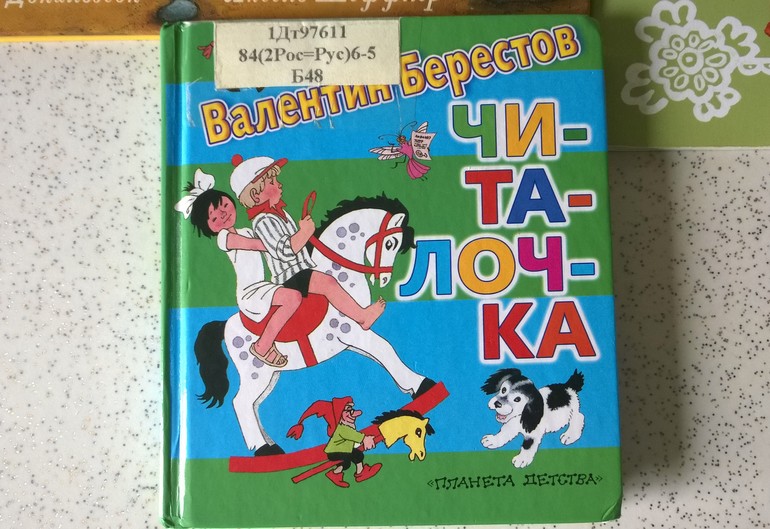 1Дт97611
84(2Рос=Рус)6-5
Б48
Валентин Берестов
ЧИ-
ТА-
ЛОЧ-
КА
«ПЛАНЕТА ДЕТСТВА»